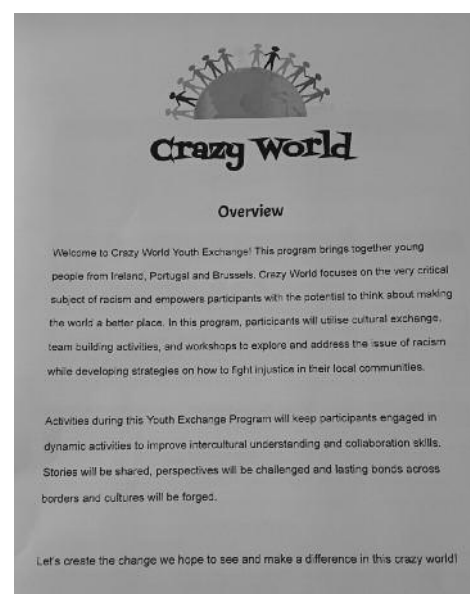 Crazy World
Overview
Welcome to Crazy World Youth Exchange! This program brings together young
people from Ireland, Portugal and Brussels. Crazy World focuses on the very critical
subject of racism and empowers participants with the potential to think about making
the world a better place. In this program, participants will utilise cultural exchange,
team building activities, and workshops to explore and address the issue of racism
while developing strategies on how to fight injustice in their local communities.
Activities during this Youth Exchange Program will keep participants engaged in
dynamic activities to improve intercultural understanding and collaboration skills.
Stories will be shared, perspectives will be challenged and lasting bonds across
borders and cultures will be forged.
Let's create the change we hope to see and make a difference in this crazy world!